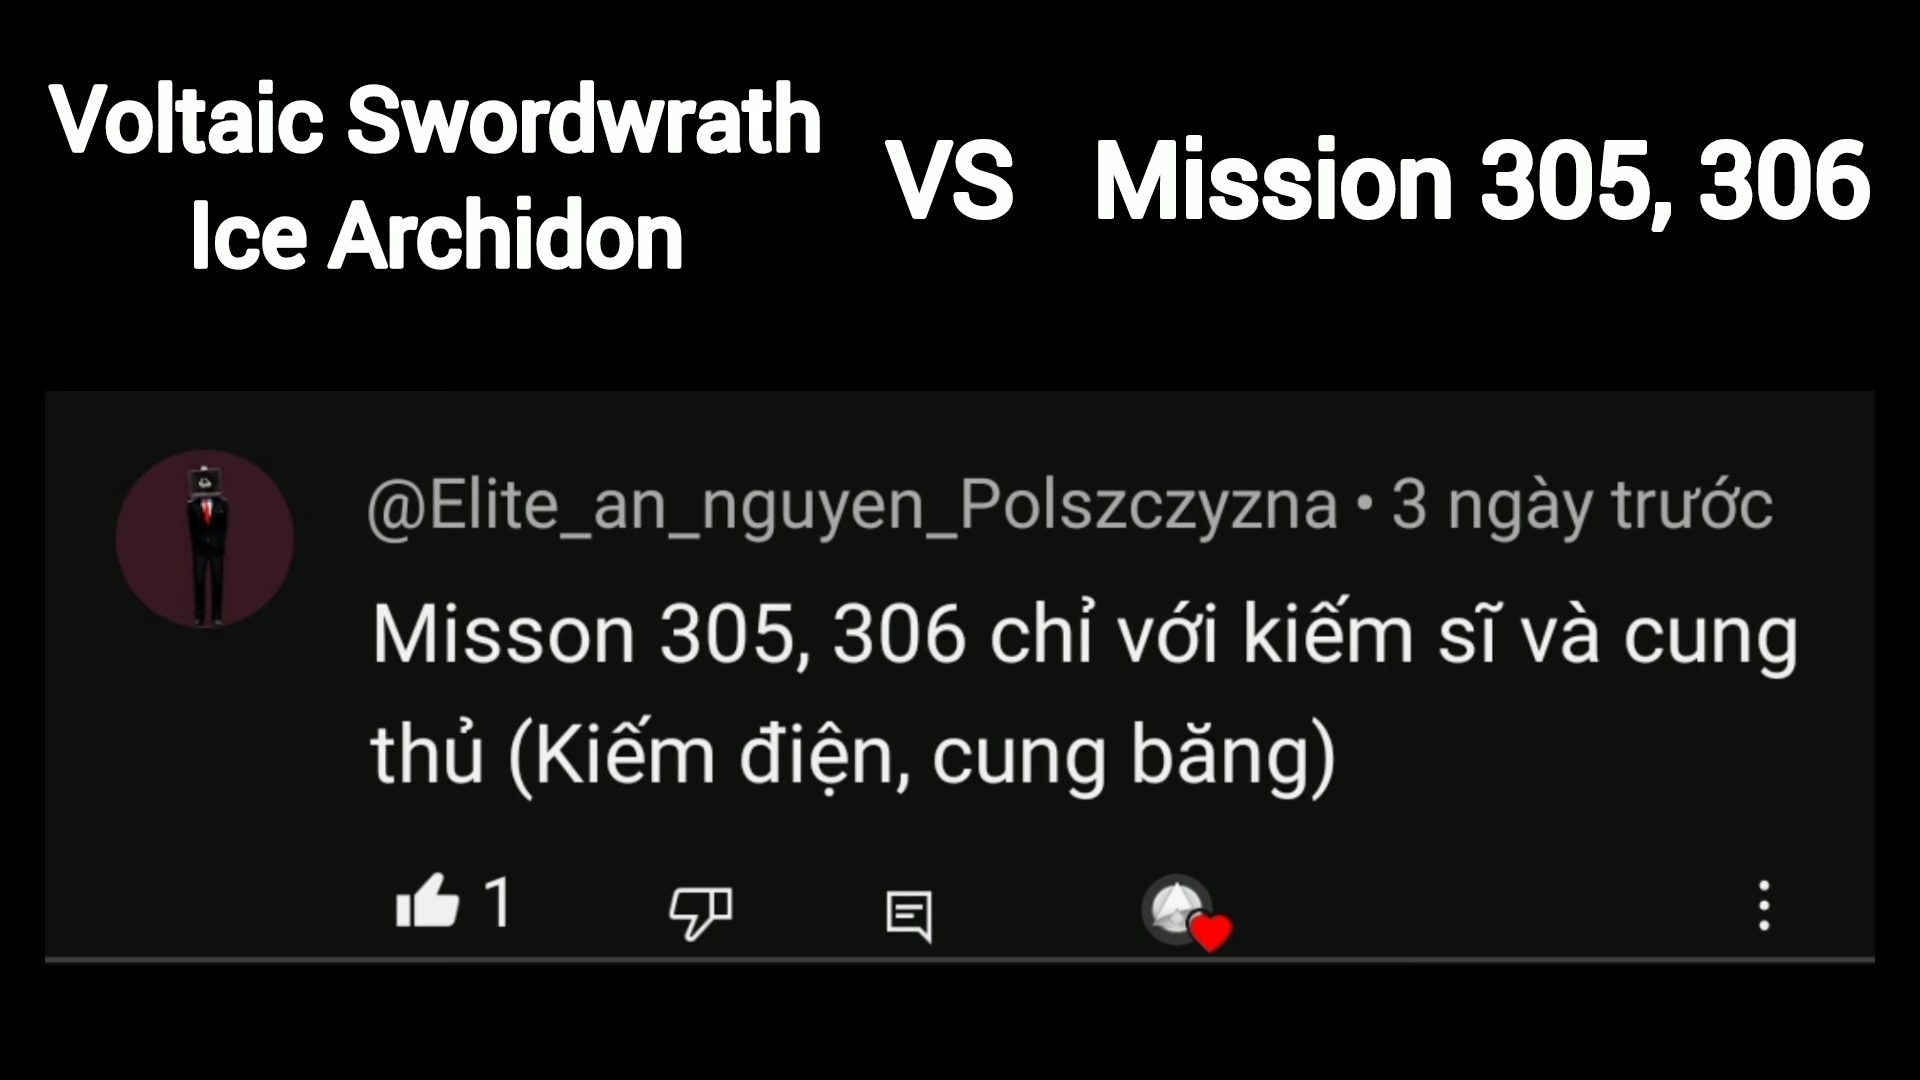 Voltaic Swordwrath
Ice Archidon
VS
Mission 305, 306
@Elite_an_nguyen_Polszczyzna • 3 ngày trước
Misson 305, 306 chỉ với kiếm sĩ và cung
thủ (Kiếm điện, cung băng)
1